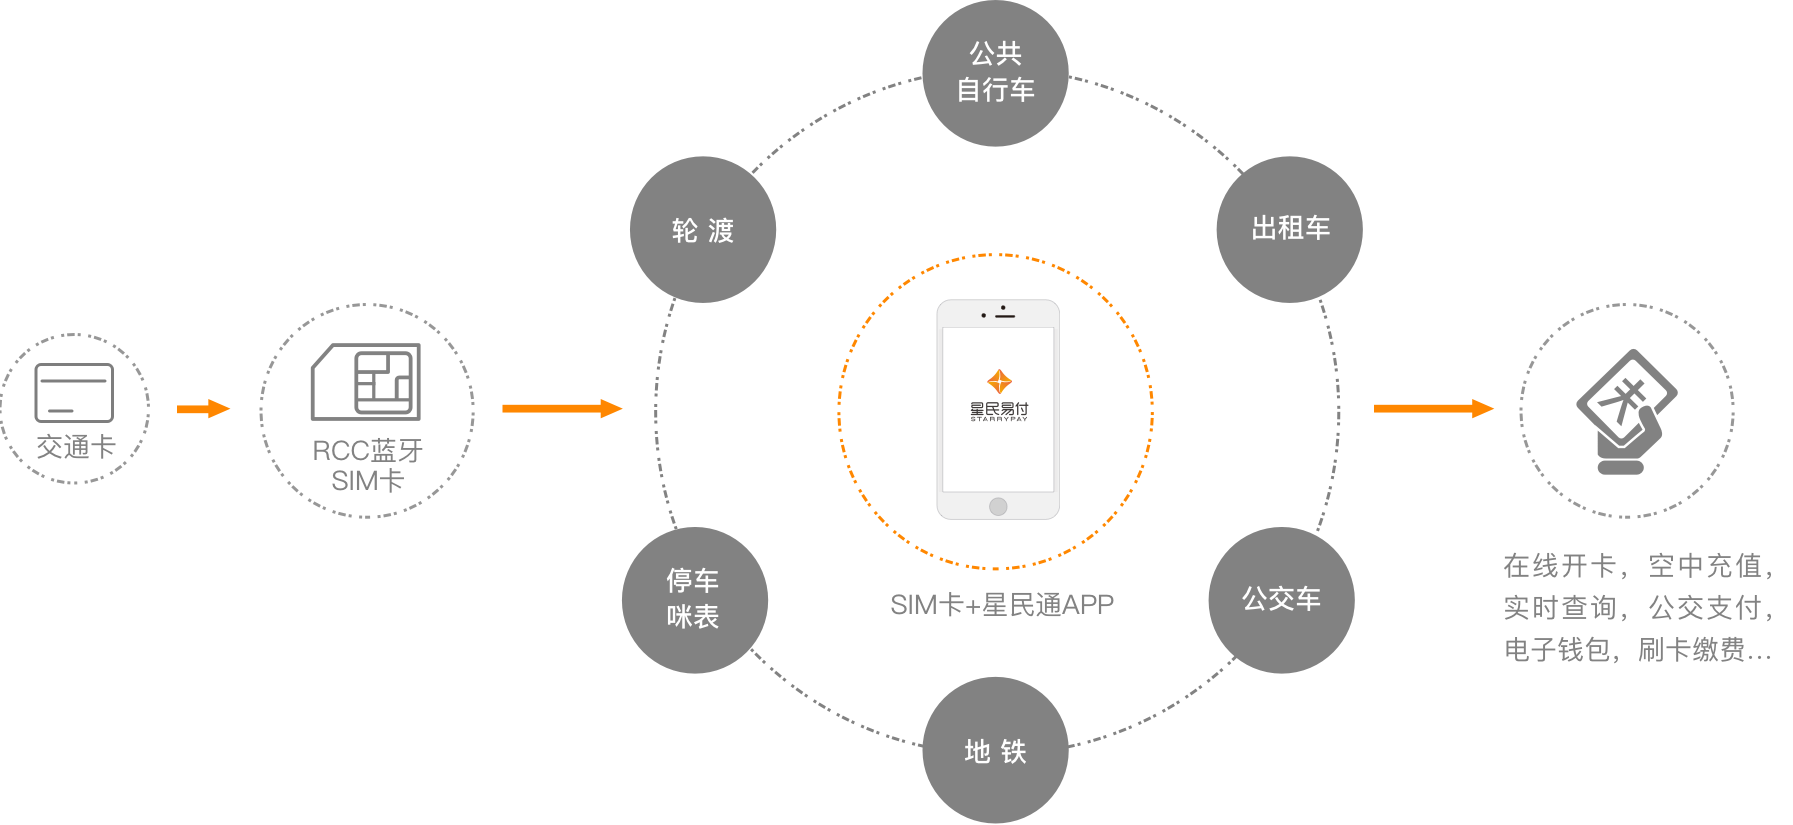 交通卡
RCC蓝牙
SIM卡
公共
自行车
轮 渡
出租车
星民易付
STARRYPAY
停车
咪表
公交车
地 铁
SIM卡+星民通APP
在线开卡，空中充值，
实时查询，公交支付，
电子钱包，刷卡缴费...